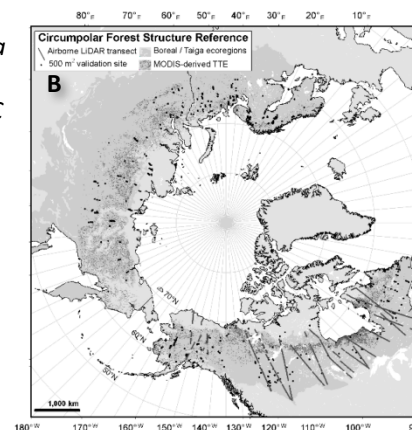 a
C
80°E 70°E 60°E 50°E 40°E 30°E 20°E 10°E
Circumpolar Forest Structure Reference
Airborne LiDAR transect Boreal / Taiga ecoregions
500 m² validation site MODIS-derived TTE
B
70°N
60°N
50°N
1,000 km
180°W 170°W 160°W 150°W 140°W 130°W 120°W 110°W 100°W